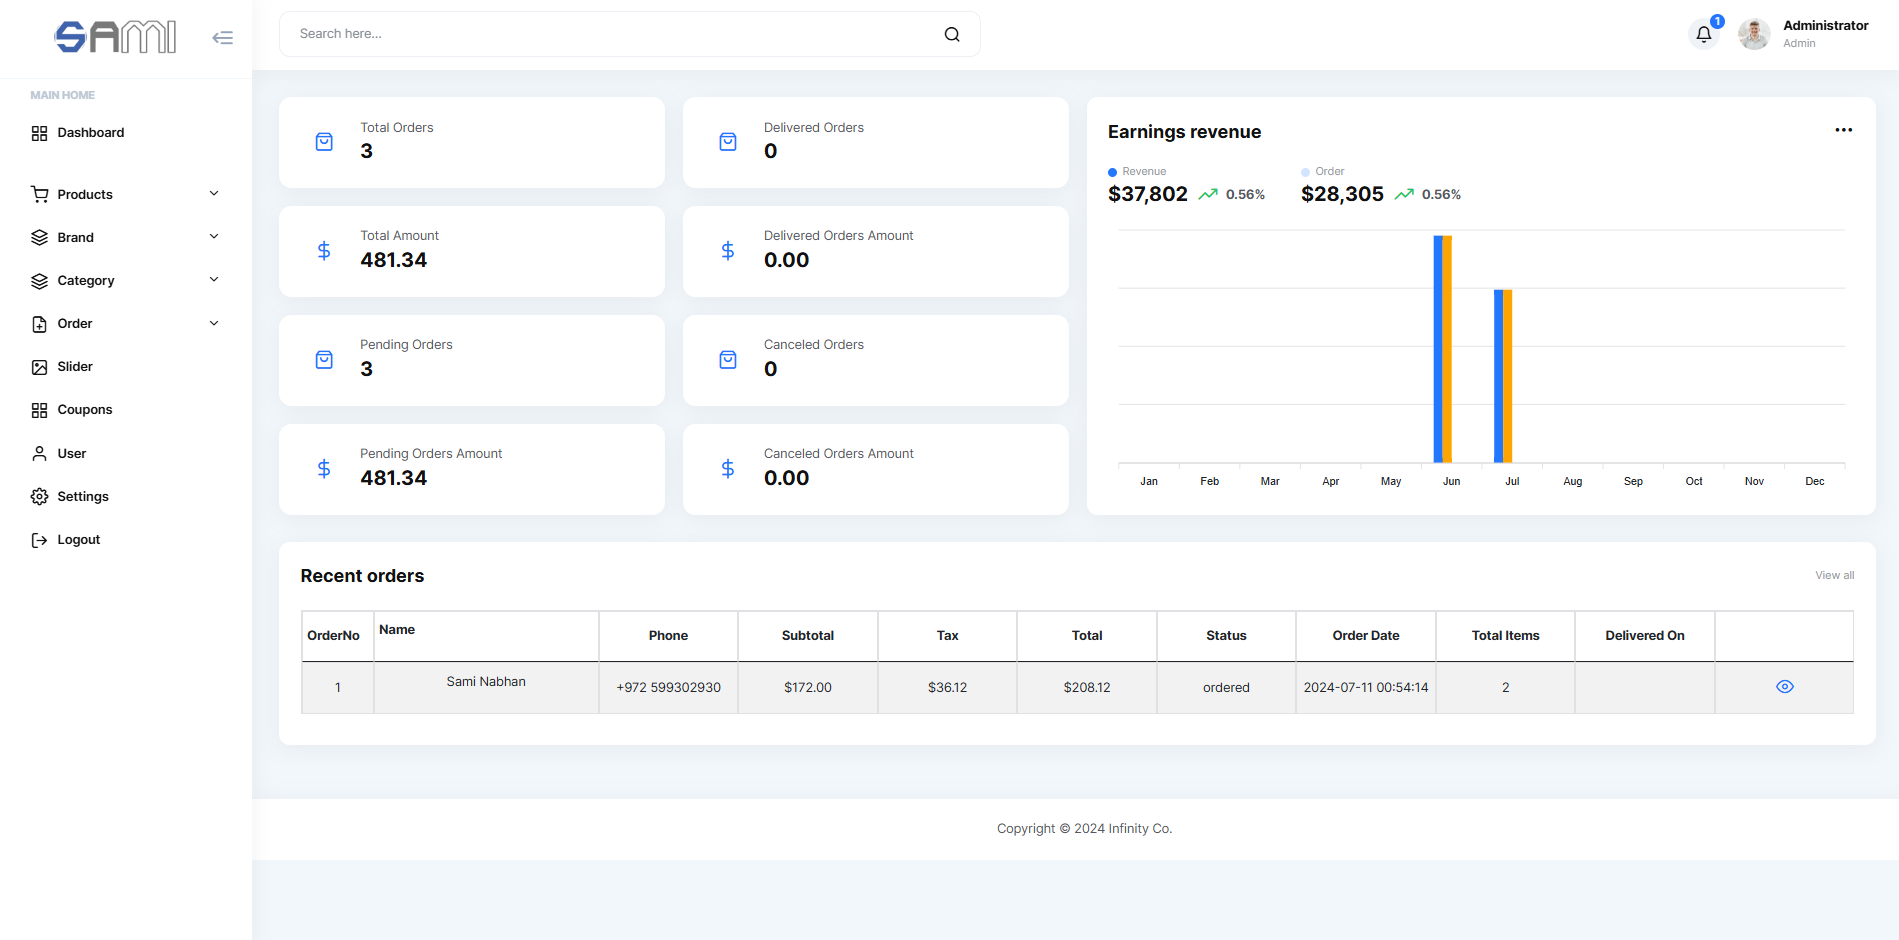 SAMI
Search here...
1
Administrator
Admin
MAIN HOME
Dashboard
Products
Brand
Category
Order
Slider
Coupons
User
Settings
Logout
Total Orders
3
Delivered Orders
0
Total Amount
481.34
Delivered Orders Amount
0.00
Pending Orders
3
Canceled Orders
0
Pending Orders Amount
481.34
Canceled Orders Amount
0.00
Earnings revenue
Revenue
$37,802 0.56%
Order
$28,305 0.56%
Jan Feb Mar Apr May Jun Jul Aug Sep Oct Nov Dec
Recent orders
View all
OrderNo Name Phone Subtotal Tax Total Status Order Date Total Items Delivered On
1 Sami Nabhan +972 599302930 $172.00 $36.12 $208.12 ordered 2024-07-11 00:54:14 2
Copyright © 2024 Infinity Co.